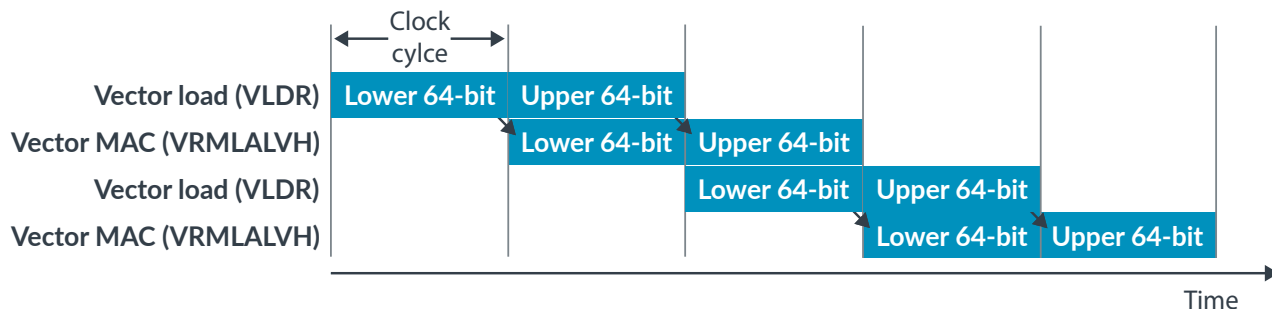 Clock
cylce
Vector load (VLDR) Lower 64-bit Upper 64-bit
Vector MAC (VRMLALVH) Lower 64-bit Upper 64-bit
Vector load (VLDR) Lower 64-bit Upper 64-bit
Vector MAC (VRMLALVH) Lower 64-bit Upper 64-bit
Time